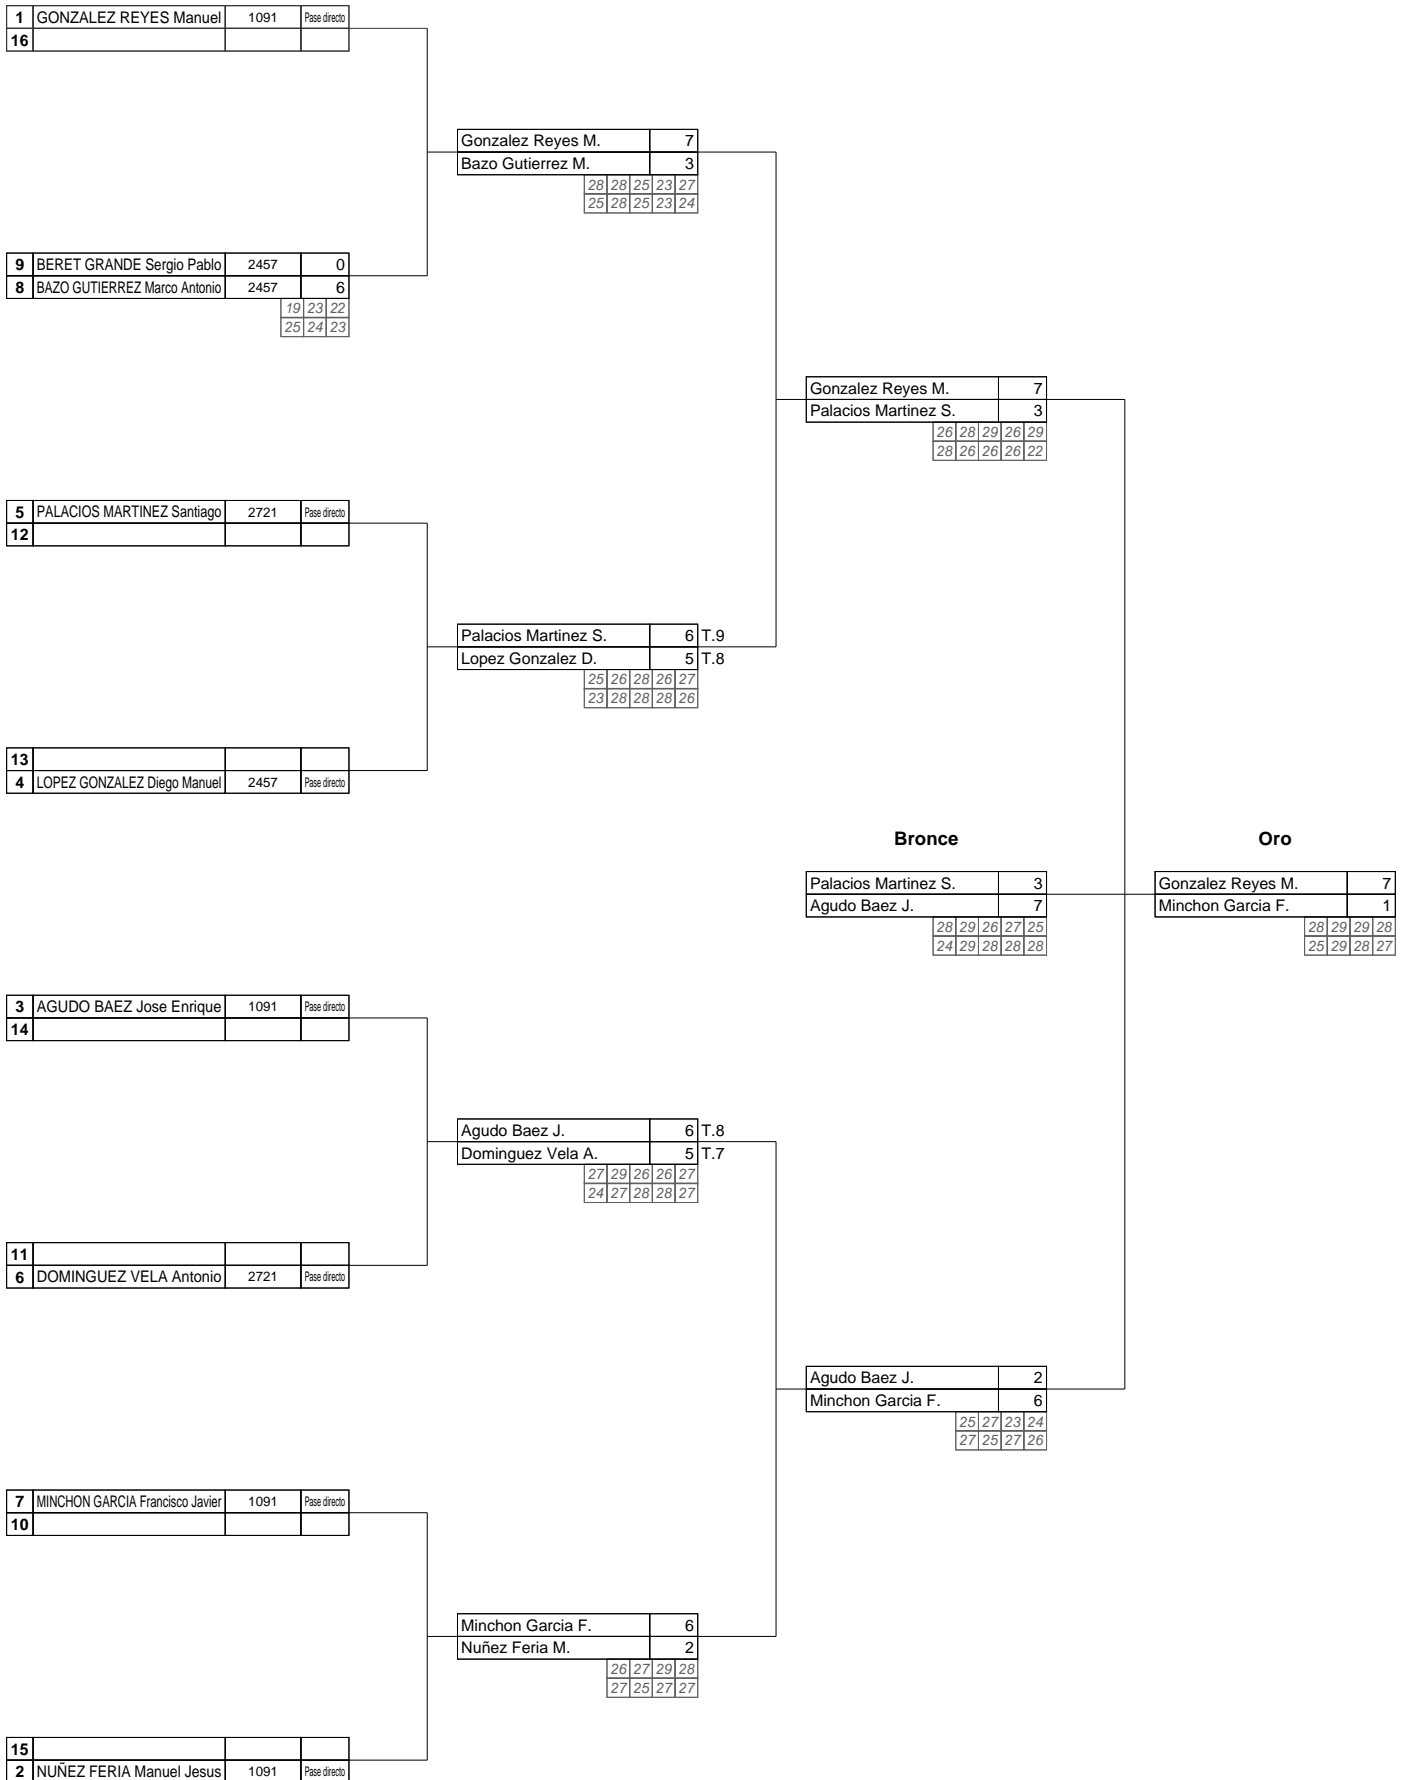 1 GONZALEZ REYES Manuel 1091 Pase directo
16
Gonzalez Reyes M. 7
Bazo Gutierrez M. 3
28 28 25 23 27
25 28 25 23 24
9 BERET GRANDE Sergio Pablo 2457 0
8 BAZO GUTIERREZ Marco Antonio 2457 6
19 23 22
25 24 23
Gonzalez Reyes M. 7
Palacios Martinez S. 3
26 28 29 26 29
28 26 26 26 22
5 PALACIOS MARTINEZ Santiago 2721 Pase directo
12
Palacios Martinez S. 6 T.9
Lopez Gonzalez D. 5 T.8
25 26 28 26 27
23 28 28 28 26
13
4 LOPEZ GONZALEZ Diego Manuel 2457 Pase directo
Bronce Oro
Palacios Martinez S. 3 Gonzalez Reyes M. 7
Agudo Baez J. 7 Minchon Garcia F. 1
28 29 26 27 25 28 29 29 28
24 29 28 28 28 25 29 28 27
3 AGUDO BAEZ Jose Enrique 1091 Pase directo
14
Agudo Baez J. 6 T.8
Dominguez Vela A. 5 T.7
27 29 26 26 27
24 27 28 28 27
11
6 DOMINGUEZ VELA Antonio 2721 Pase directo
Agudo Baez J. 2
Minchon Garcia F. 6
25 27 23 24
27 25 27 26
7 MINCHON GARCIA Francisco Javier 1091 Pase directo
10
Minchon Garcia F. 6
Nuñez Feria M. 2
26 27 29 28
27 25 27 27
15
2 NUÑEZ FERIA Manuel Jesus 1091 Pase directo